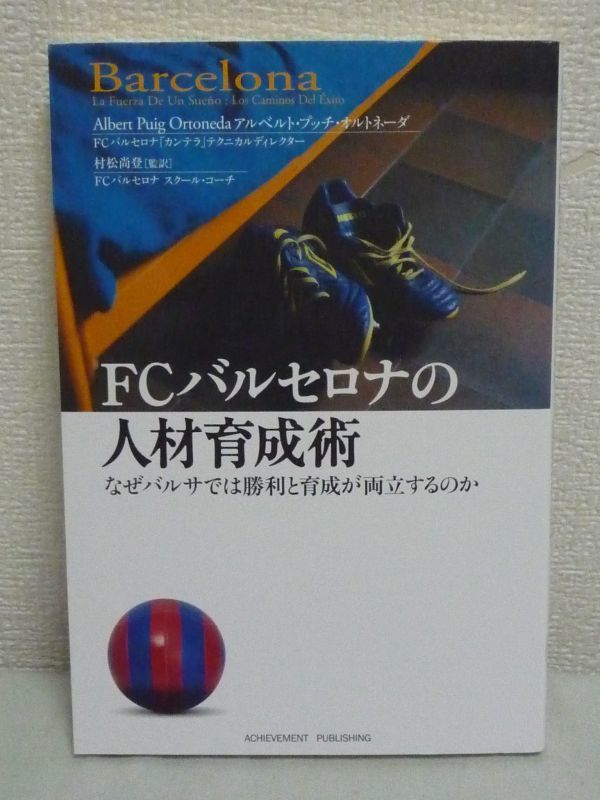 Barcelona
La Fuerza De Un Sueño : Los Caminos Del Éxito
Albert Puig Ortoneda アルベルト・プッチ・オルトネーダ
FCバルセロナ「カンテラ」テクニカルディレクター
村松尚登[監訳]
FCバルセロナ スクール・コーチ
FCバルセロナの
人材育成術
なぜバルサでは勝利と育成が両立するのか
ACHIEVEMENT PUBLISHING